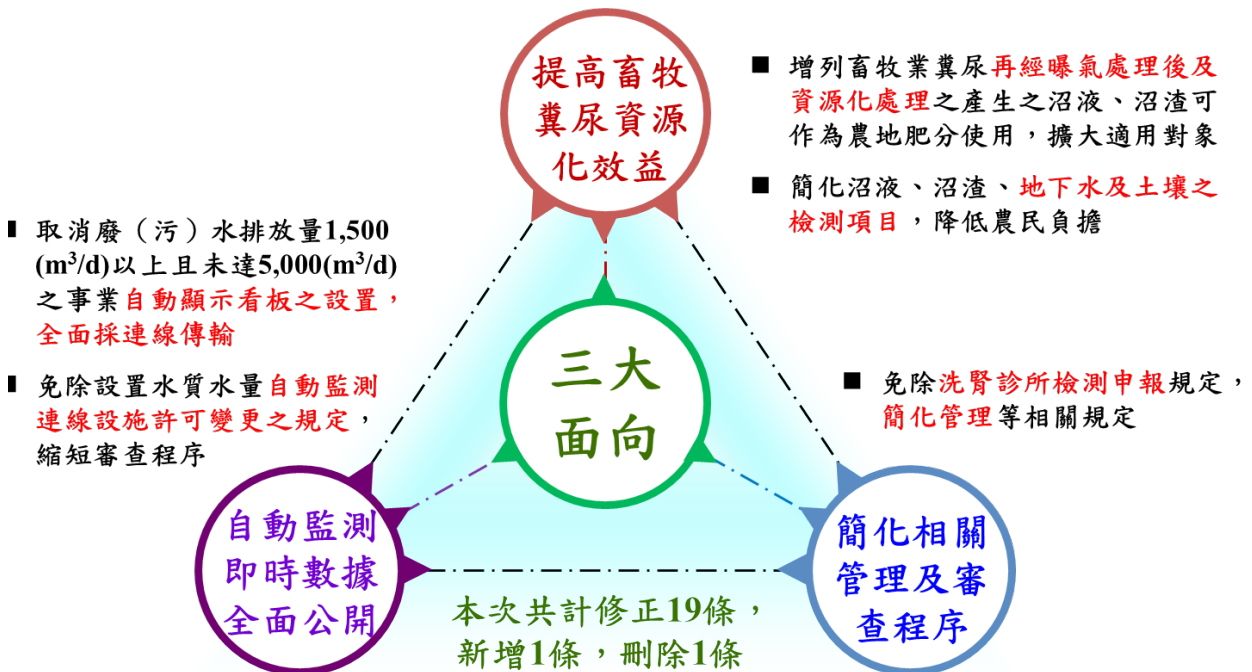 提高畜牧
糞尿資源
化效益
■ 增列畜牧業糞尿再經曝氣處理後及
資源化處理之產生之沼液、沼渣可
作為農地肥分使用，擴大適用對象
■ 簡化沼液、沼渣、地下水及土壤之
檢測項目，降低農民負擔
■ 取消廢（污）水排放量1,500
(m³/d)以上且未達5,000(m³/d)
之事業自動顯示看板之設置，
全面採連線傳輸
■ 免除設置水質水量自動監測
連線設施許可變更之規定，
縮短審查程序
三大
面向
■ 免除洗腎診所檢測申報規定，
簡化管理等相關規定
自動監測
即時數據
全面公開
簡化相關
管理及審
查程序
本次共計修正19條，
新增1條，刪除1條